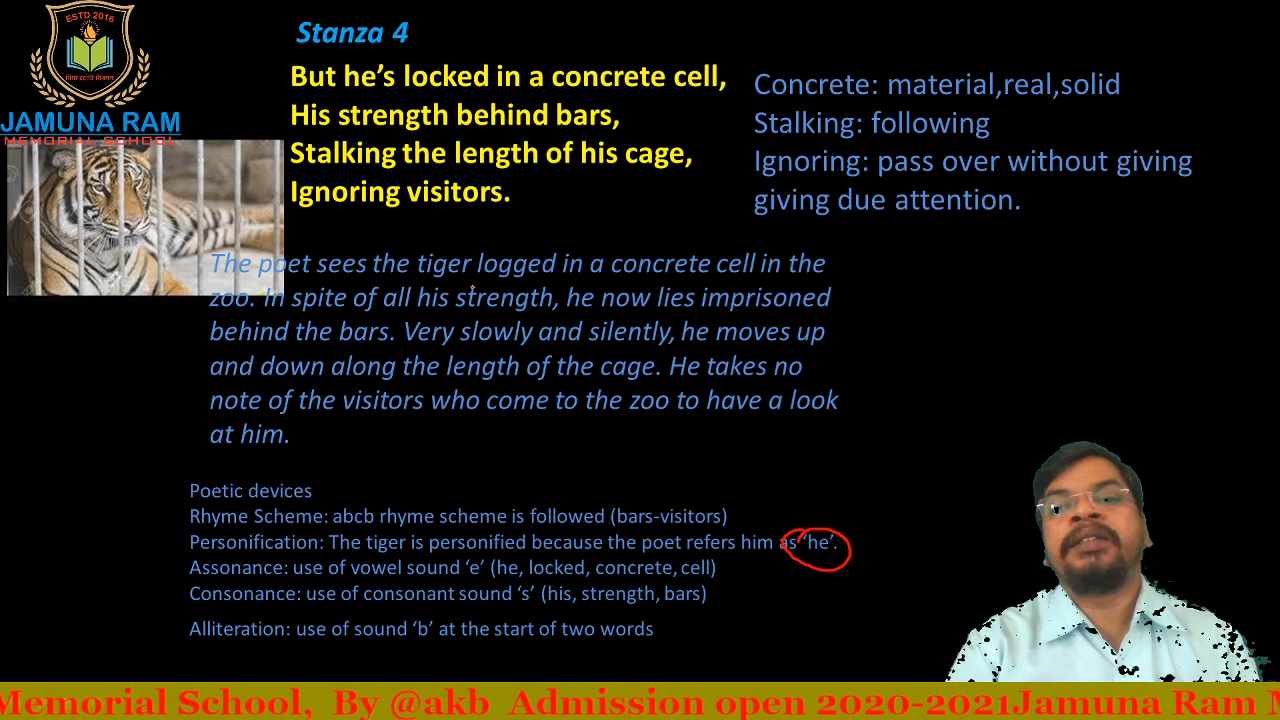 ESTD 2016
JAMUNA RAM
MEMORIAL SCHOOL
Stanza 4
But he’s locked in a concrete cell,
His strength behind bars,
Stalking the length of his cage,
Ignoring visitors.
Concrete: material,real,solid
Stalking: following
Ignoring: pass over without giving
giving due attention.
The poet sees the tiger logged in a concrete cell in the
zoo. In spite of all his strength, he now lies imprisoned
behind the bars. Very slowly and silently, he moves up
and down along the length of the cage. He takes no
note of the visitors who come to the zoo to have a look
at him.
Poetic devices
Rhyme Scheme: abcb rhyme scheme is followed (bars-visitors)
Personification: The tiger is personified because the poet refers him as ‘he’.
Assonance: use of vowel sound ‘e’ (he, locked, concrete, cell)
Consonance: use of consonant sound ‘s’ (his, strength, bars)
Alliteration: use of sound ‘b’ at the start of two words
Memorial School, By @akb Admission open 2020-2021Jamuna Ram